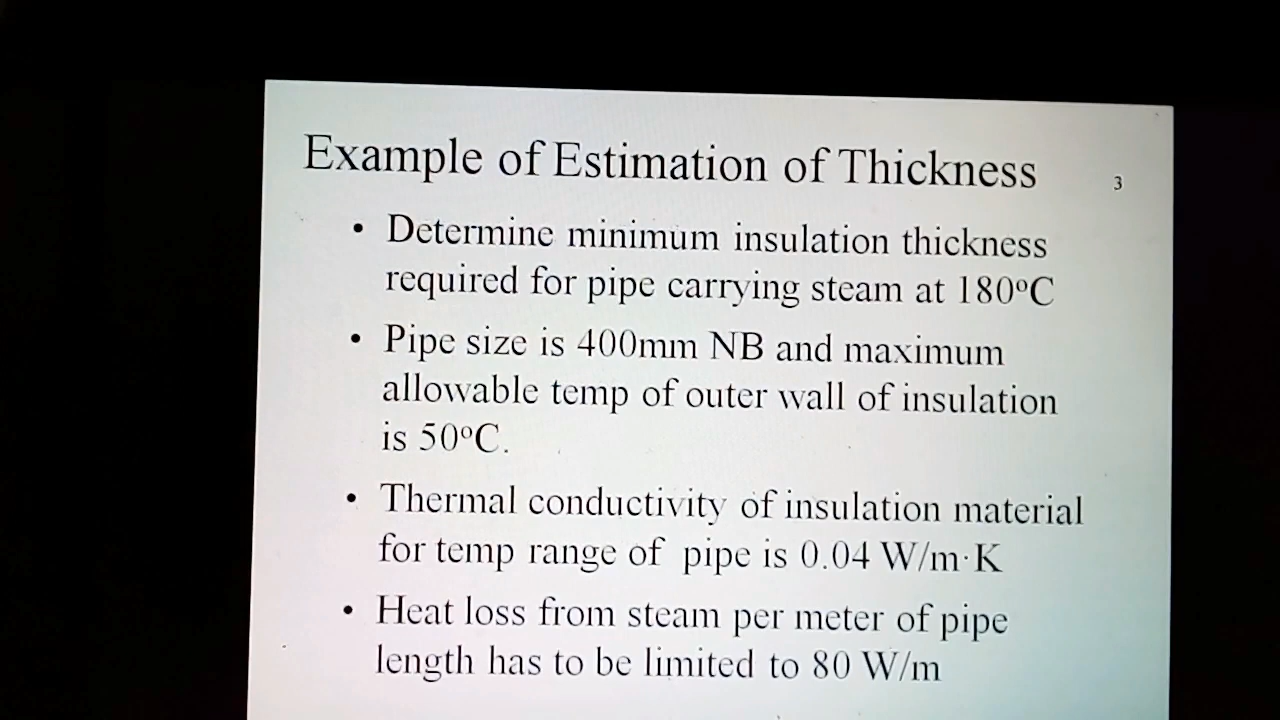 Example of Estimation of Thickness
3
• Determine minimum insulation thickness
required for pipe carrying steam at 180°C
• Pipe size is 400mm NB and maximum
allowable temp of outer wall of insulation
is 50°C.
• Thermal conductivity of insulation material
for temp range of pipe is 0.04 W/m·K
• Heat loss from steam per meter of pipe
length has to be limited to 80 W/m